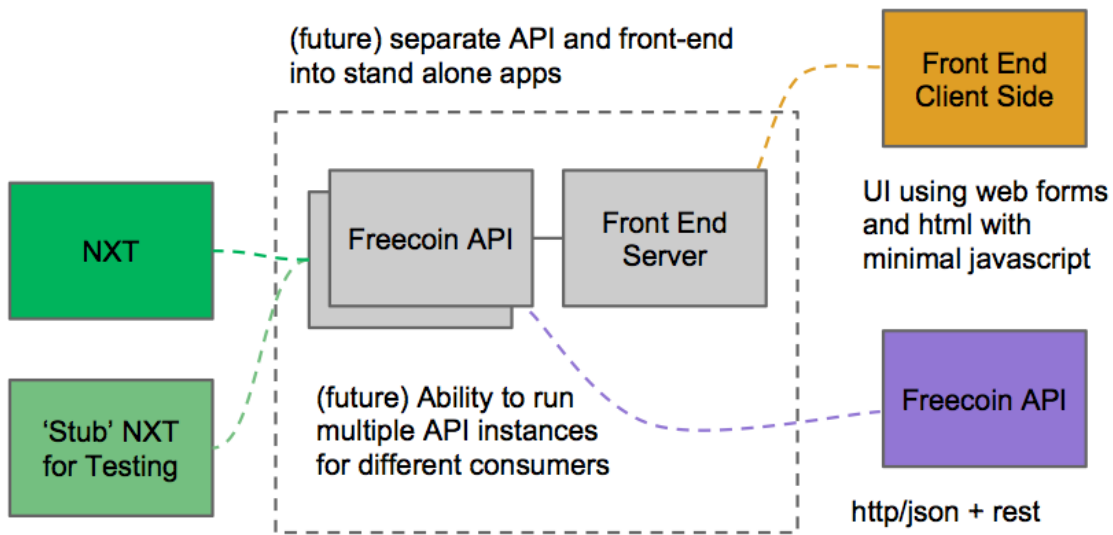 (future) separate API and front-end
into stand alone apps
Front End
Client Side
UI using web forms
and html with
minimal javascript
NXT
Freecoin API
Front End
Server
‘Stub’ NXT
for Testing
(future) Ability to run
multiple API instances
for different consumers
Freecoin API
http/json + rest